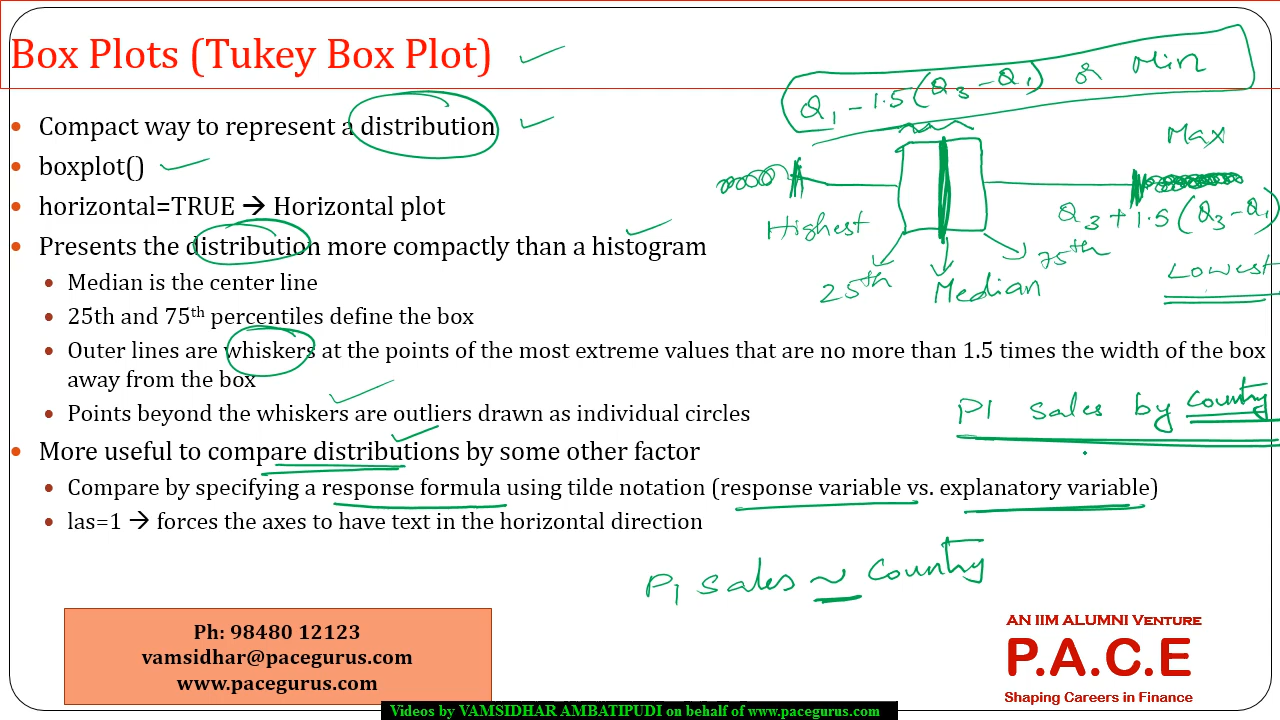 Box Plots (Tukey Box Plot)
Q1 - 1.5 (Q3 - Q1) or Min
• Compact way to represent a distribution
Max
• boxplot()
• horizontal=TRUE → Horizontal plot
Highest
Q3 + 1.5 (Q3 - Q1)
• Presents the distribution more compactly than a histogram
75th
Lowest
• Median is the center line
25th
Median
• 25th and 75th percentiles define the box
• Outer lines are whiskers at the points of the most extreme values that are no more than 1.5 times the width of the box
away from the box
• Points beyond the whiskers are outliers drawn as individual circles
P1 sales by Country
• More useful to compare distributions by some other factor
• Compare by specifying a response formula using tilde notation (response variable vs. explanatory variable)
• las=1 → forces the axes to have text in the horizontal direction
P1 sales ~ Country
Ph: 98480 12123
vamsidhar@pacegurus.com
www.pacegurus.com
AN IIM ALUMNI VENTURE
P.A.C.E
Shaping Careers in Finance
Videos by VAMSIDHAR AMBATIPUDI on behalf of www.pacegurus.com